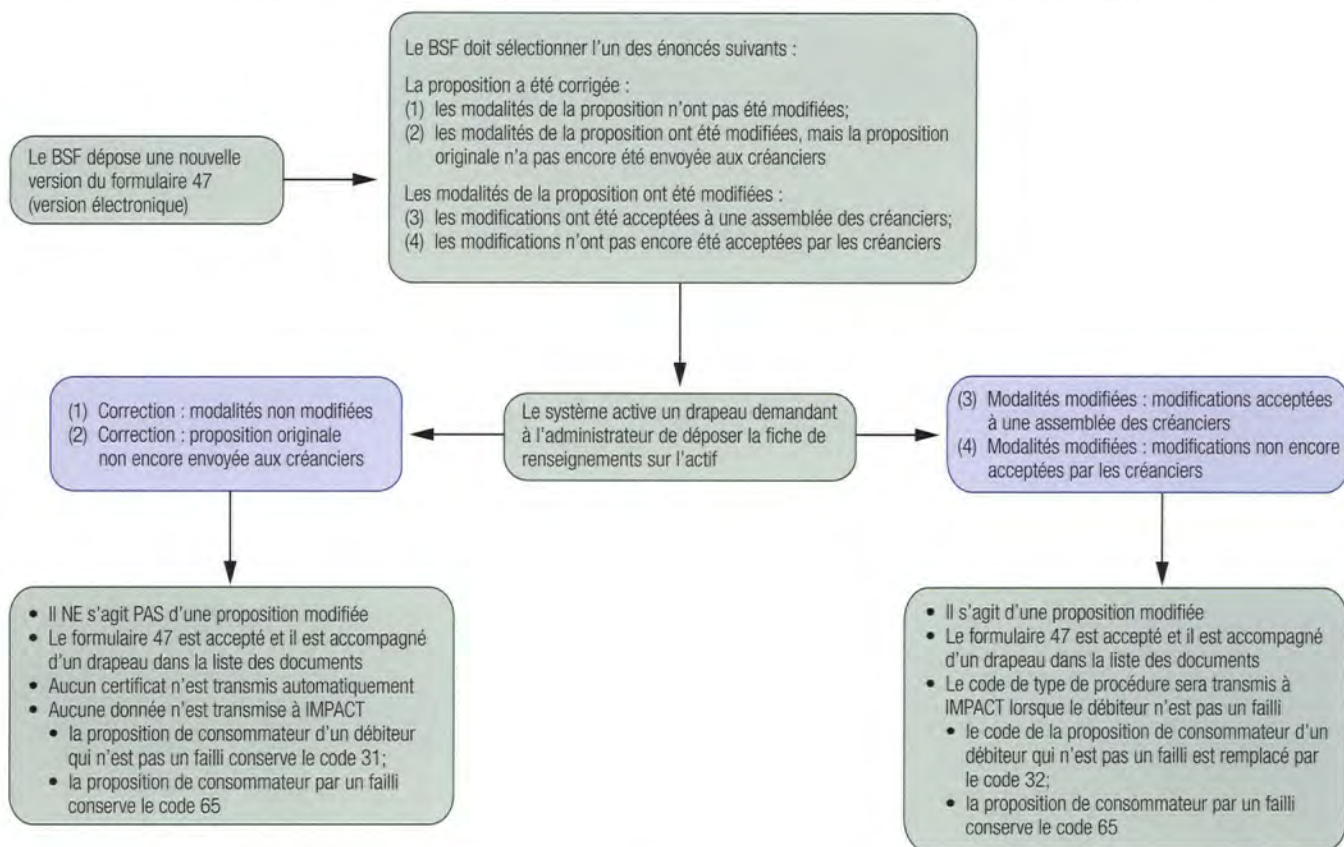 Le BSF doit sélectionner l'un des énoncés suivants :
La proposition a été corrigée :
(1) les modalités de la proposition n'ont pas été modifiées;
(2) les modalités de la proposition ont été modifiées, mais la proposition
originale n'a pas encore été envoyée aux créanciers
Les modalités de la proposition ont été modifiées :
(3) les modifications ont été acceptées à une assemblée des créanciers;
(4) les modifications n'ont pas encore été acceptées par les créanciers
Le BSF dépose une nouvelle
version du formulaire 47
(version électronique)
(1) Correction : modalités non modifiées
(2) Correction : proposition originale
non encore envoyée aux créanciers
Le système active un drapeau demandant
à l'administrateur de déposer la fiche de
renseignements sur l'actif
(3) Modalités modifiées : modifications acceptées
à une assemblée des créanciers
(4) Modalités modifiées : modifications non encore
acceptées par les créanciers
• Il NE s'agit PAS d'une proposition modifiée
• Le formulaire 47 est accepté et il est accompagné
d'un drapeau dans la liste des documents
• Aucun certificat n'est transmis automatiquement
• Aucune donnée n'est transmise à IMPACT
• la proposition de consommateur d'un débiteur
qui n'est pas un failli conserve le code 31;
• la proposition de consommateur par un failli
conserve le code 65
• Il s'agit d'une proposition modifiée
• Le formulaire 47 est accepté et il est accompagné
d'un drapeau dans la liste des documents
• Le code de type de procédure sera transmis à
IMPACT lorsque le débiteur n'est pas un failli
• le code de la proposition de consommateur d'un
débiteur qui n'est pas un failli est remplacé par
le code 32;
• la proposition de consommateur par un failli
conserve le code 65